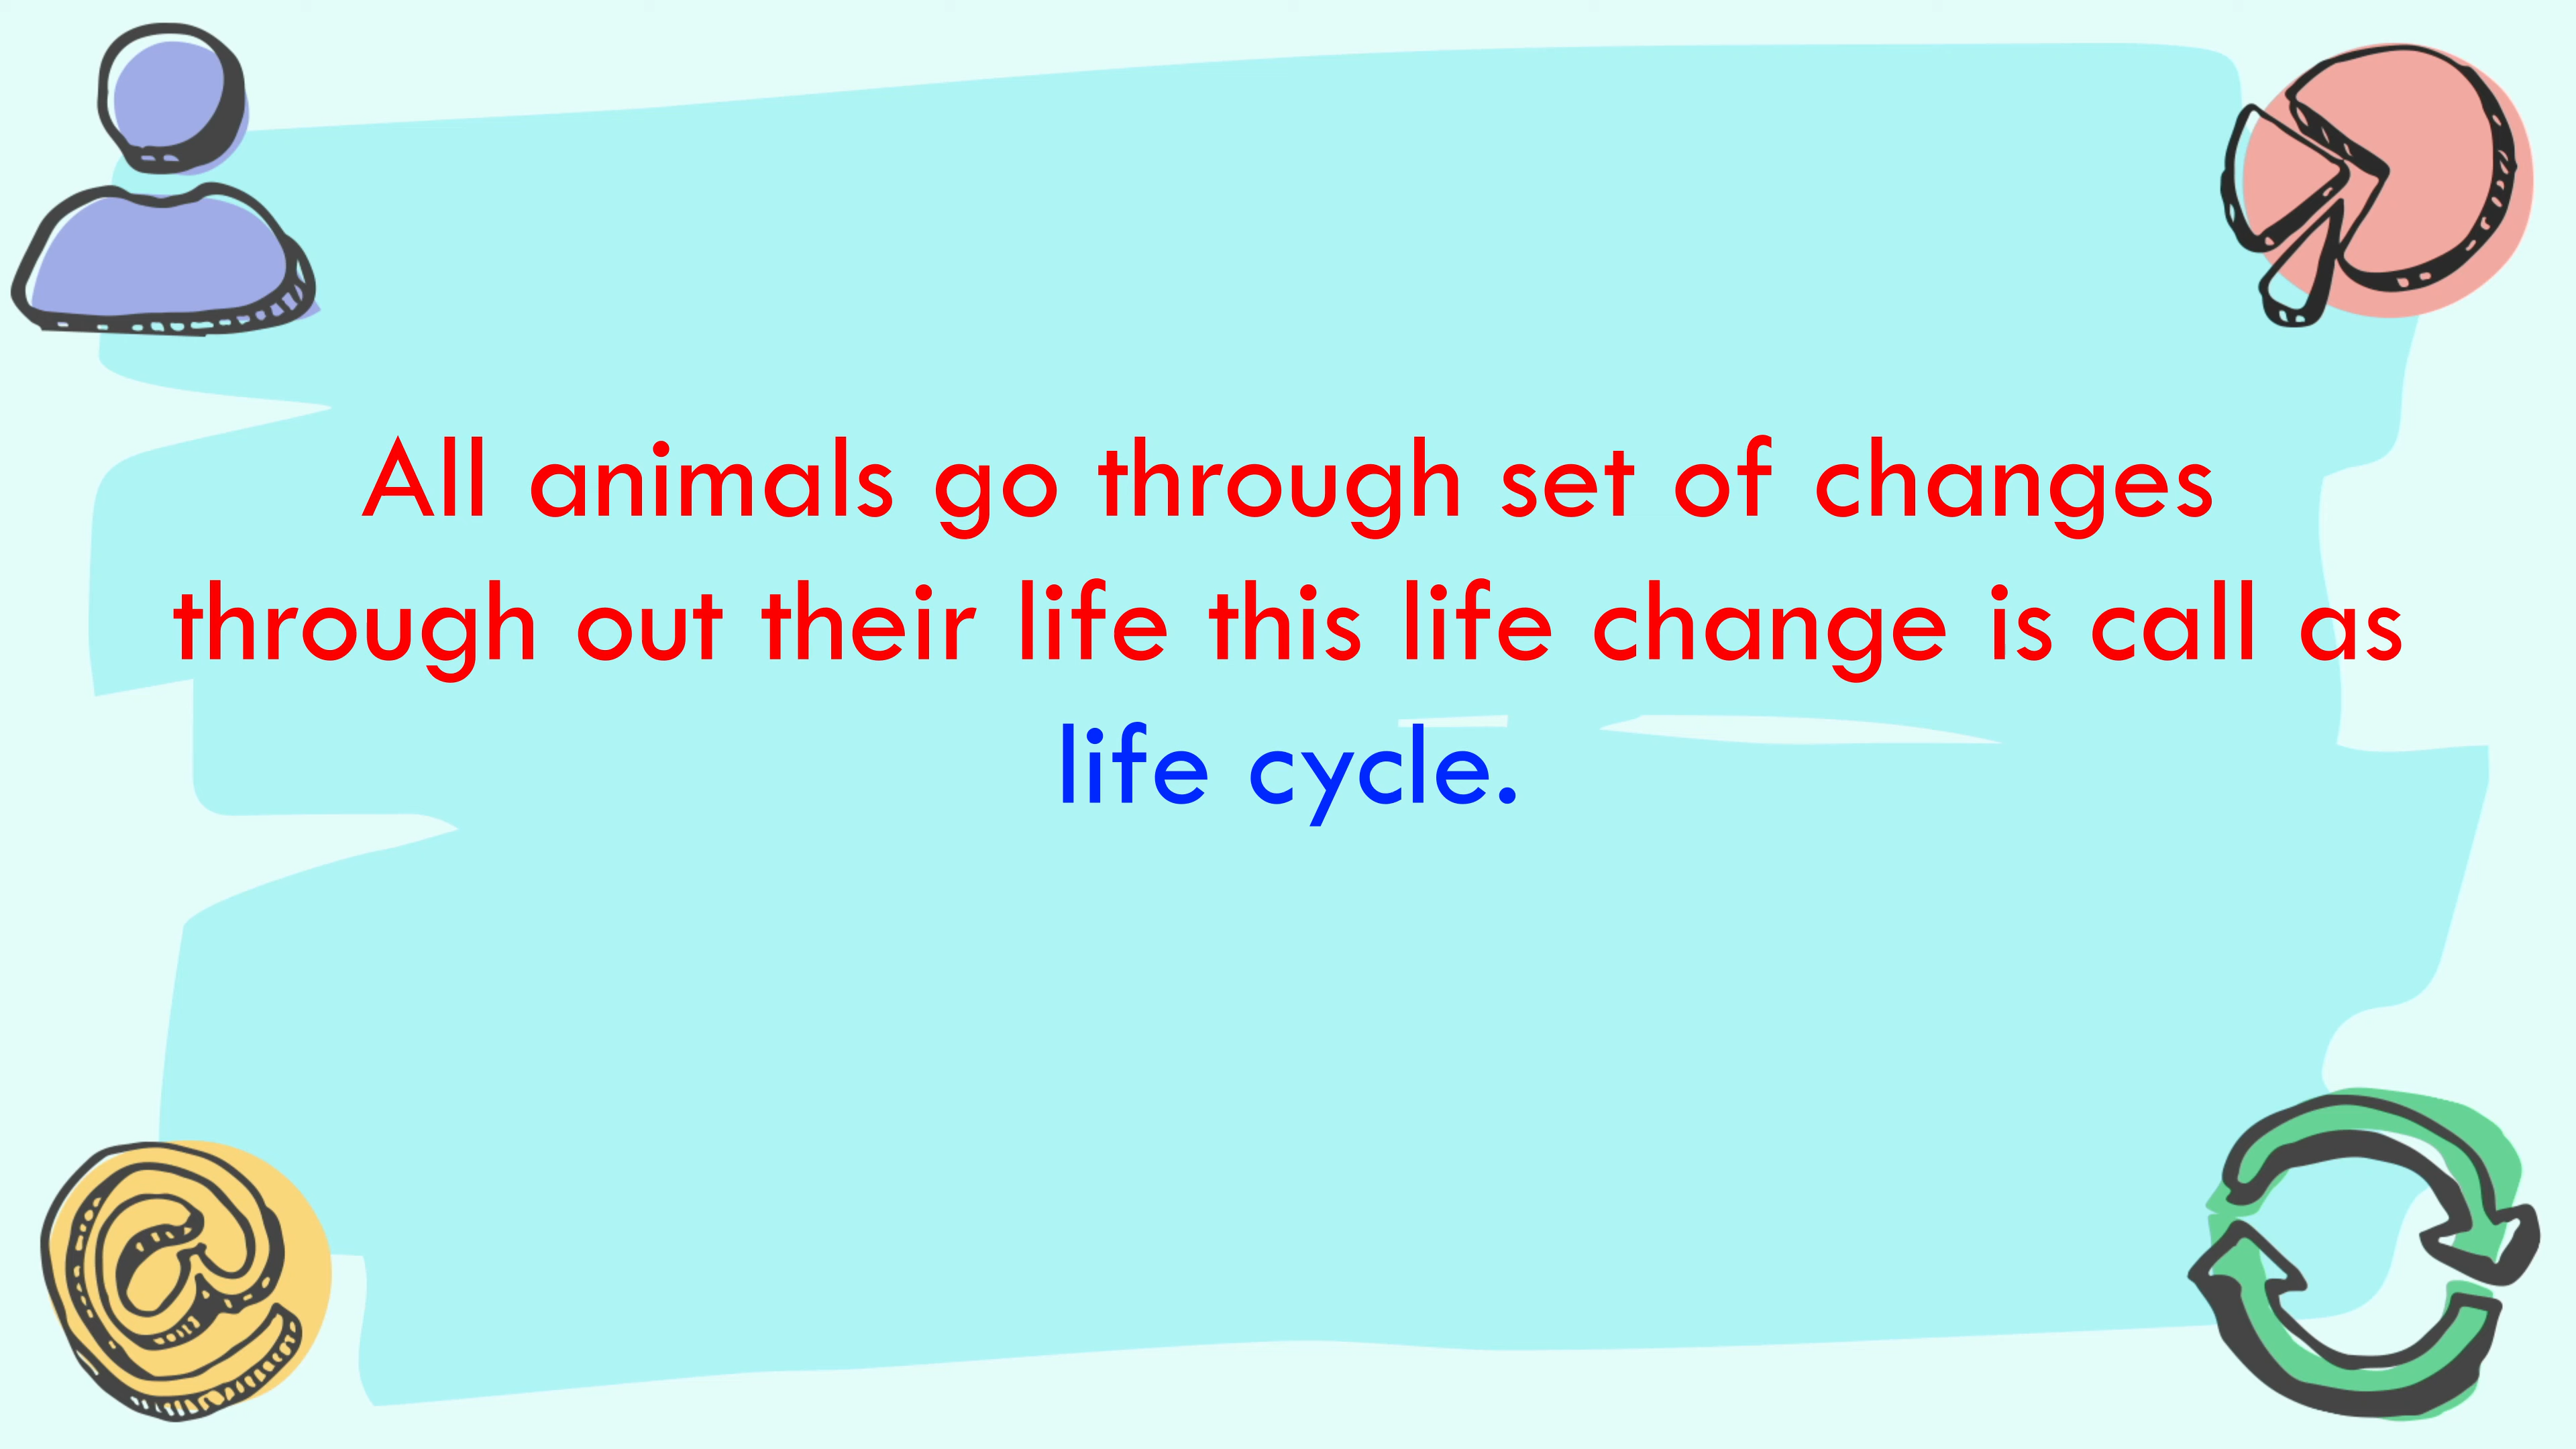 All animals go through set of changes
through out their life this life change is call as
life cycle.